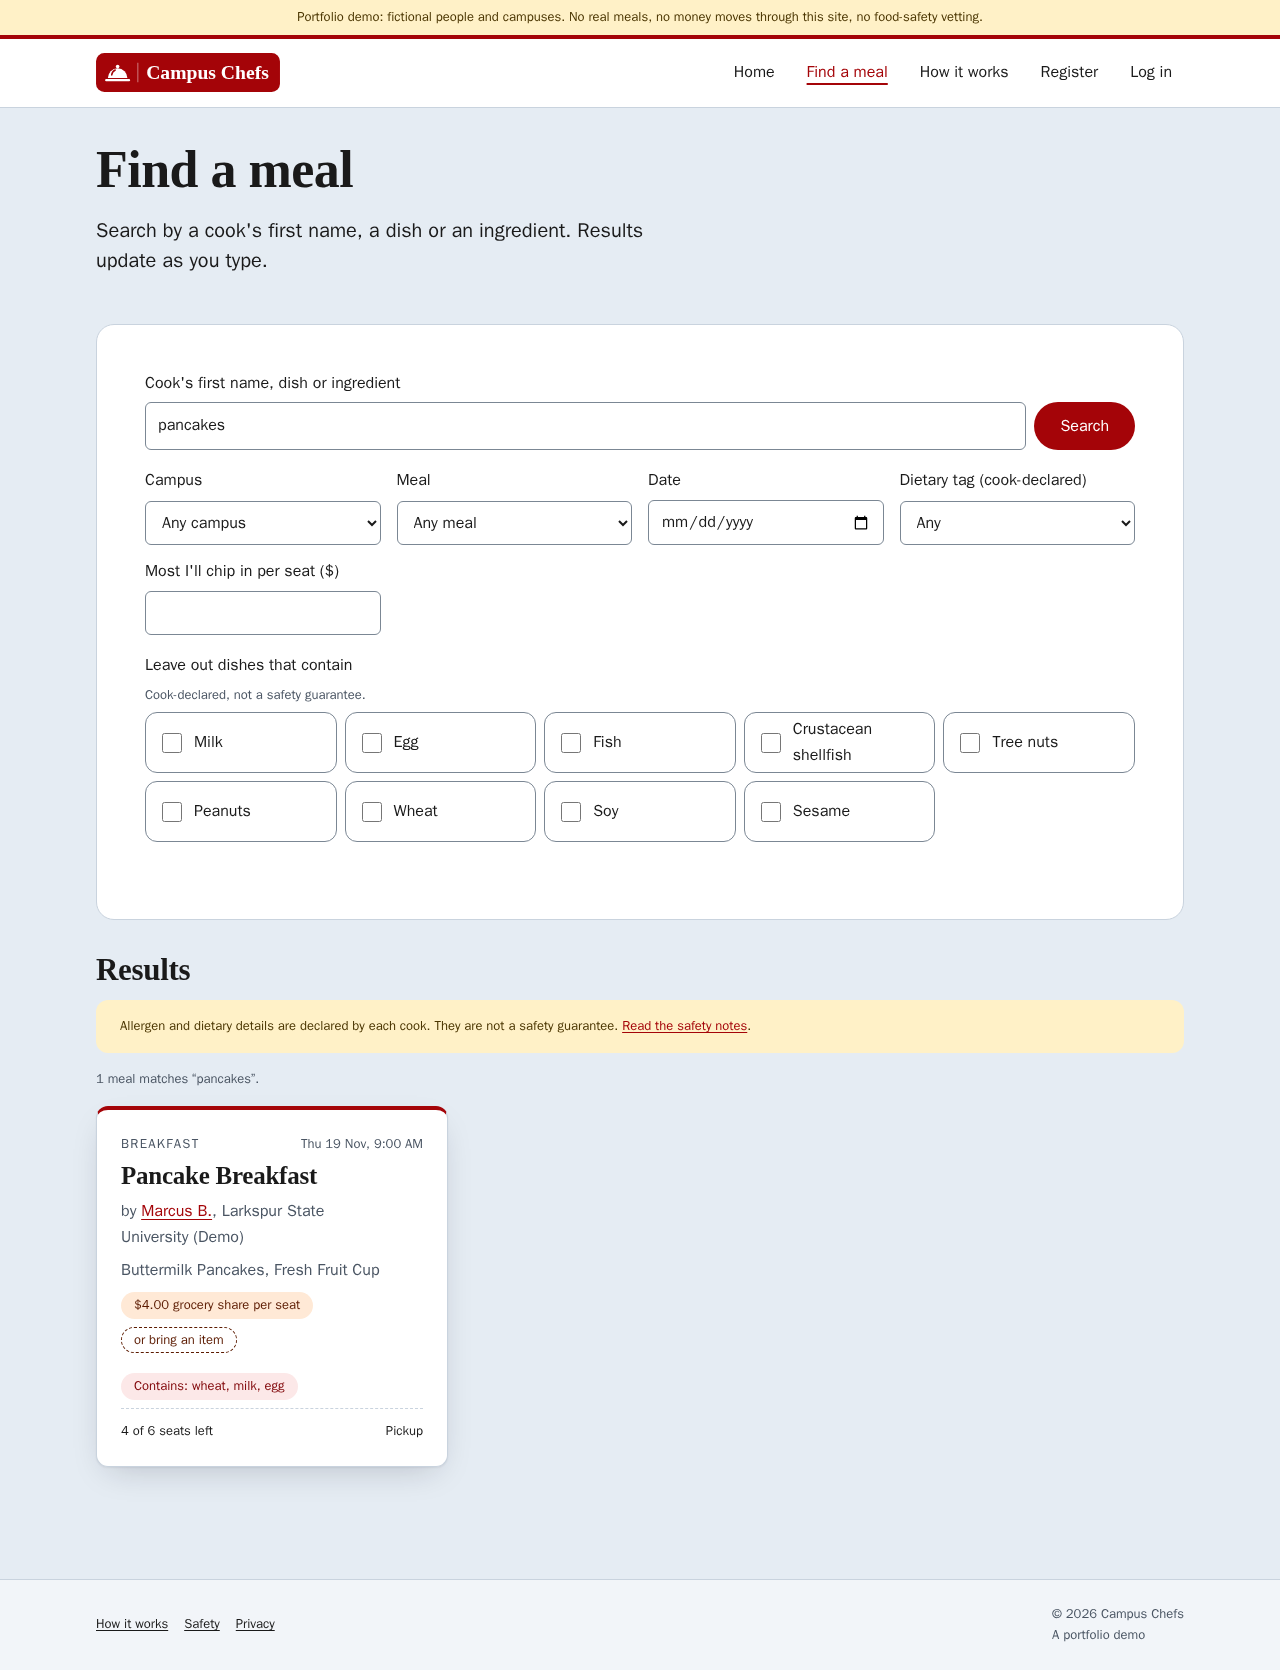 Portfolio demo: fictional people and campuses. No real meals, no money moves through this site, no food-safety vetting.
Campus Chefs
Home
Find a meal
How it works
Register
Log in
Find a meal
Search by a cook's first name, a dish or an ingredient. Results
update as you type.
Cook's first name, dish or ingredient
pancakes
Search
Campus
Meal
Date
Dietary tag (cook-declared)
Any campus
Any meal
mm/dd/yyyy
Any
Most I'll chip in per seat ($)
Leave out dishes that contain
Cook-declared, not a safety guarantee.
Milk
Egg
Fish
Crustacean
shellfish
Tree nuts
Peanuts
Wheat
Soy
Sesame
Results
Allergen and dietary details are declared by each cook. They are not a safety guarantee. Read the safety notes.
1 meal matches “pancakes”.
BREAKFAST
Thu 19 Nov, 9:00 AM
Pancake Breakfast
by Marcus B., Larkspur State
University (Demo)
Buttermilk Pancakes, Fresh Fruit Cup
$4.00 grocery share per seat
or bring an item
Contains: wheat, milk, egg
4 of 6 seats left
Pickup
How it works
Safety
Privacy
© 2026 Campus Chefs
A portfolio demo